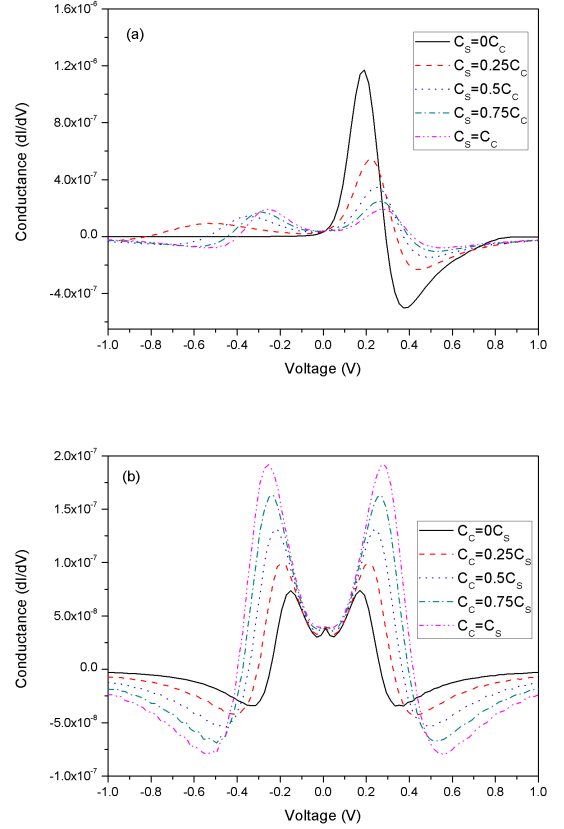 1.6x10⁻⁶
(a)
C_S=0C_C
C_S=0.25C_C
C_S=0.5C_C
C_S=0.75C_C
C_S=C_C
1.2x10⁻⁶
8.0x10⁻⁷
4.0x10⁻⁷
0.0
-4.0x10⁻⁷
Conductance (dI/dV)
-1.0 -0.8 -0.6 -0.4 -0.2 0.0 0.2 0.4 0.6 0.8 1.0
Voltage (V)
2.0x10⁻⁷
(b)
C_C=0C_S
C_C=0.25C_S
C_C=0.5C_S
C_C=0.75C_S
C_C=C_S
1.5x10⁻⁷
1.0x10⁻⁷
5.0x10⁻⁸
0.0
-5.0x10⁻⁸
-1.0x10⁻⁷
Conductance (dI/dV)
-1.0 -0.8 -0.6 -0.4 -0.2 0.0 0.2 0.4 0.6 0.8 1.0
Voltage (V)